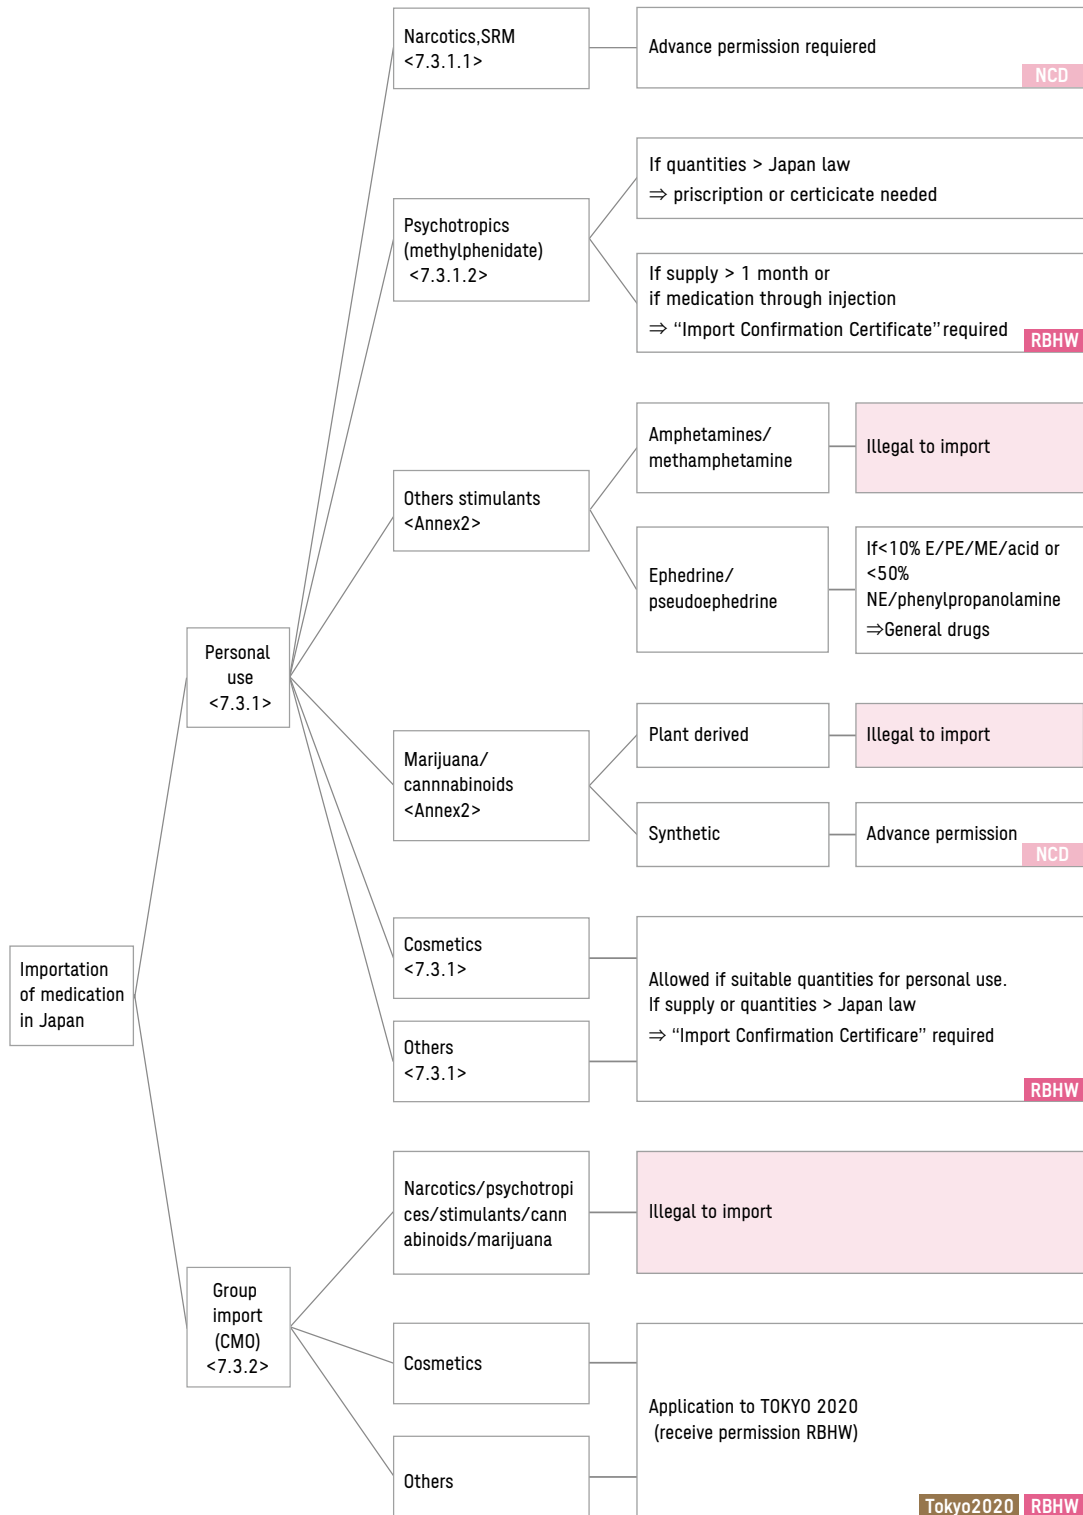 Importation
of medication
in Japan
Personal
use
<7.3.1>
Narcotics,SRM
<7.3.1.1>
Advance permission requiered
NCD
Psychotropics
(methylphenidate)
<7.3.1.2>
If quantities > Japan law
⇒ priscription or certicicate needed
If supply > 1 month or
if medication through injection
⇒ “Import Confirmation Certificate” required
RBHW
Others stimulants
<Annex2>
Amphetamines/
methamphetamine
Illegal to import
Ephedrine/
pseudoephedrine
If<10% E/PE/ME/acid or
<50%
NE/phenylpropanolamine
⇒General drugs
Marijuana/
cannnabinoids
<Annex2>
Plant derived
Illegal to import
Synthetic
Advance permission
NCD
Cosmetics
<7.3.1>
Others
<7.3.1>
Allowed if suitable quantities for personal use.
If supply or quantities > Japan law
⇒ “Import Confirmation Certificare” required
RBHW
Group
import
(CMO)
<7.3.2>
Narcotics/psychotropi
ces/stimulants/cann
abinoids/marijuana
Illegal to import
Cosmetics
Others
Application to TOKYO 2020
(receive permission RBHW)
Tokyo2020 RBHW